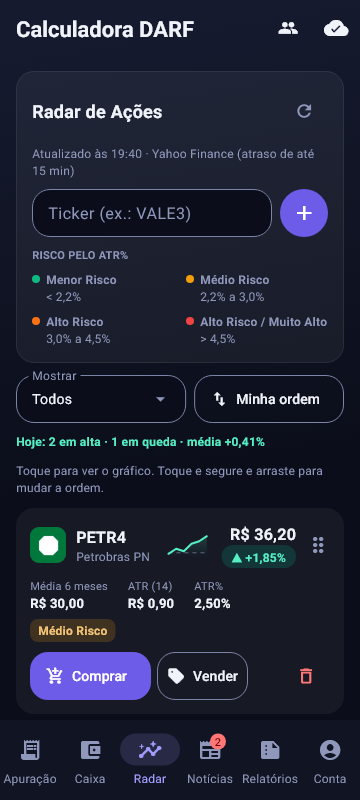 Calculadora DARF
Radar de Ações
Atualizado às 19:40 · Yahoo Finance (atraso de até
15 min)
Ticker (ex.: VALE3)
RISCO PELO ATR%
Menor Risco
< 2,2%
Médio Risco
2,2% a 3,0%
Alto Risco
3,0% a 4,5%
Alto Risco / Muito Alto
> 4,5%
Mostrar
Todos
Minha ordem
Hoje: 2 em alta · 1 em queda · média +0,41%
Toque para ver o gráfico. Toque e segure e arraste para
mudar a ordem.
PETR4
Petrobras PN
R$ 36,20
▲ +1,85%
Média 6 meses
R$ 30,00
ATR (14)
R$ 0,90
ATR%
2,50%
Médio Risco
Comprar
Vender
Apuração
Caixa
Radar
2
Notícias
Relatórios
Conta